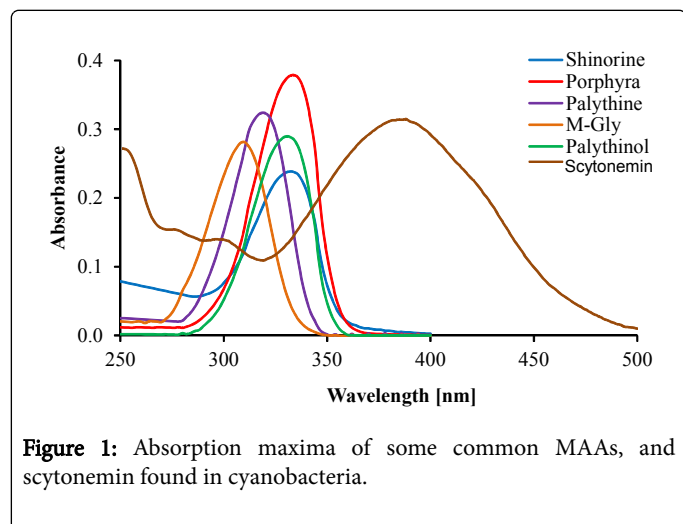 0.4
0.3
0.2
0.1
0.0
Absorbance
Shinorine
Porphyra
Palythine
M-Gly
Palythinol
Scytonemin
250 300 350 400 450 500
Wavelength [nm]
Figure 1: Absorption maxima of some common MAAs, and
scytonemin found in cyanobacteria.